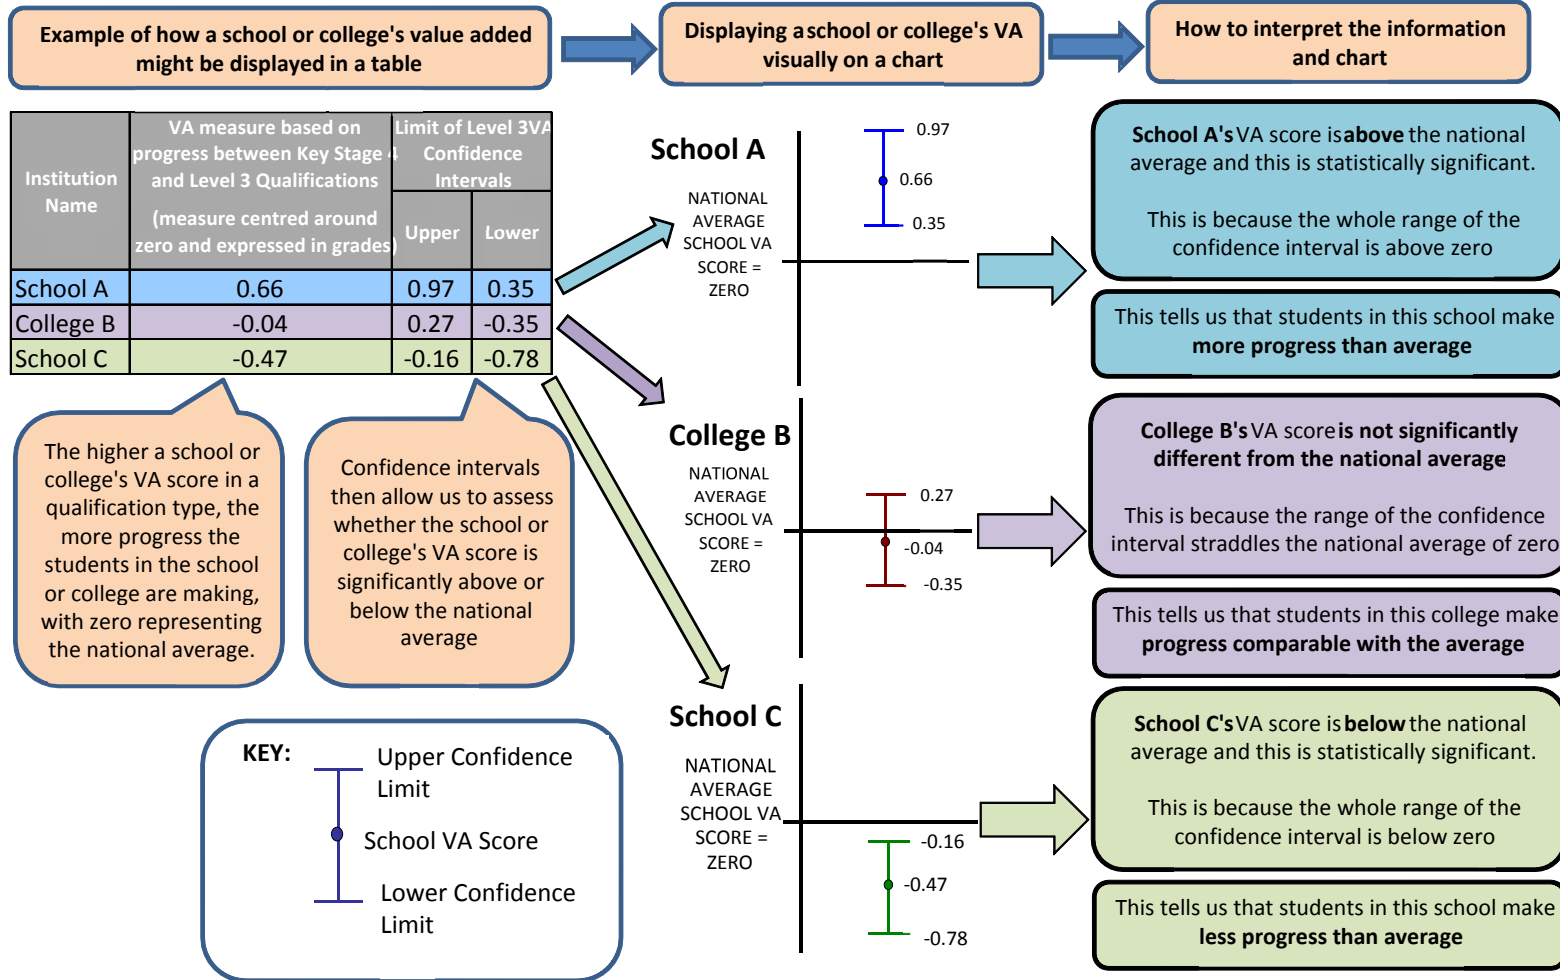 Example of how a school or college's value added
might be displayed in a table
Displaying a school or college's VA
visually on a chart
How to interpret the information
and chart
Institution
Name
VA measure based on
progress between Key Stage 4
and Level 3 Qualifications
(measure centred around
zero and expressed in grades)
Limit of Level 3VA
Confidence
Intervals
Upper
Lower
School A 0.66 0.97 0.35
College B -0.04 0.27 -0.35
School C -0.47 -0.16 -0.78
The higher a school or
college's VA score in a
qualification type, the
more progress the
students in the school
or college are making,
with zero representing
the national average.
Confidence intervals
then allow us to assess
whether the school or
college's VA score is
significantly above or
below the national
average
KEY:
Upper Confidence
Limit
School VA Score
Lower Confidence
Limit
School A
NATIONAL
AVERAGE
SCHOOL VA
SCORE =
ZERO
0.97
0.66
0.35
College B
NATIONAL
AVERAGE
SCHOOL VA
SCORE =
ZERO
0.27
-0.04
-0.35
School C
NATIONAL
AVERAGE
SCHOOL VA
SCORE =
ZERO
-0.16
-0.47
-0.78
School A's VA score is above the national
average and this is statistically significant.
This is because the whole range of the
confidence interval is above zero
This tells us that students in this school make
more progress than average
College B's VA score is not significantly
different from the national average
This is because the range of the confidence
interval straddles the national average of zero
This tells us that students in this college make
progress comparable with the average
School C's VA score is below the national
average and this is statistically significant.
This is because the whole range of the
confidence interval is below zero
This tells us that students in this school make
less progress than average